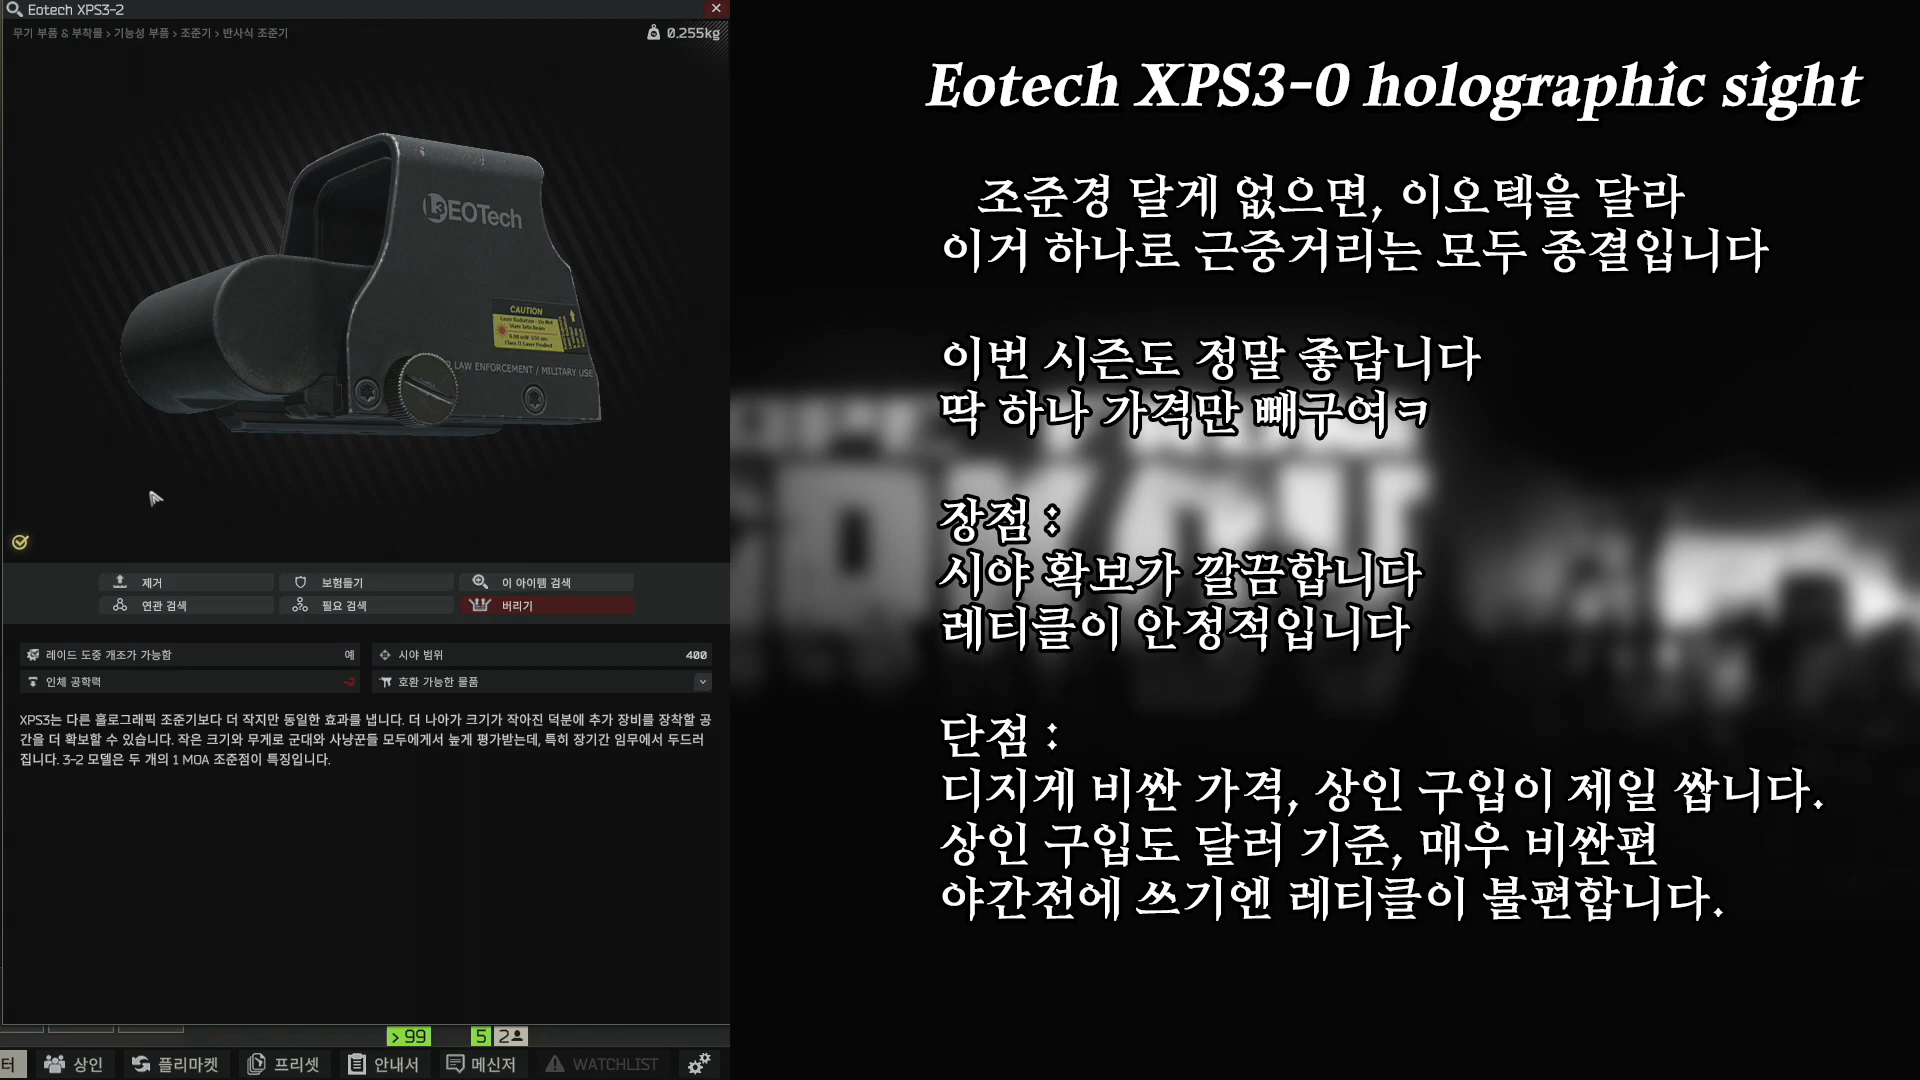 Eotech XPS3-2
무기 부품 & 부착물 > 기능성 부품 > 조준기 > 반사식 조준기
0.255kg
L3 EOTech
CAUTION
LAW ENFORCEMENT / MILITARY USE
제거
보험들기
이 아이템 검색
연관 검색
필요 검색
버리기
레이드 도중 개조가 가능함
예
시야 범위
400
인체 공학력
-2
호환 가능한 물품
XPS3는 다른 홀로그래픽 조준기보다 더 작지만 동일한 효과를 냅니다. 더 나아가 크기가 작아진 덕분에 추가 장비를 장착할 공
간을 더 확보할 수 있습니다. 작은 크기와 무게로 군대와 사냥꾼들 모두에게서 높게 평가받는데, 특히 장기간 임무에서 두드러
집니다. 3-2 모델은 두 개의 1 MOA 조준점이 특징입니다.
> 99
5
2
터
상인
플리마켓
프리셋
안내서
메신저
WATCHLIST
Eotech XPS3-0 holographic sight
조준경 달게 없으면, 이오텍을 달라
이거 하나로 근중거리는 모두 종결입니다
이번 시즌도 정말 좋답니다
딱 하나 가격만 빼구여ㅋ
장점 :
시야 확보가 깔끔합니다
레티클이 안정적입니다
단점 :
디지게 비싼 가격, 상인 구입이 제일 쌉니다.
상인 구입도 달러 기준, 매우 비싼편
야간전에 쓰기엔 레티클이 불편합니다.